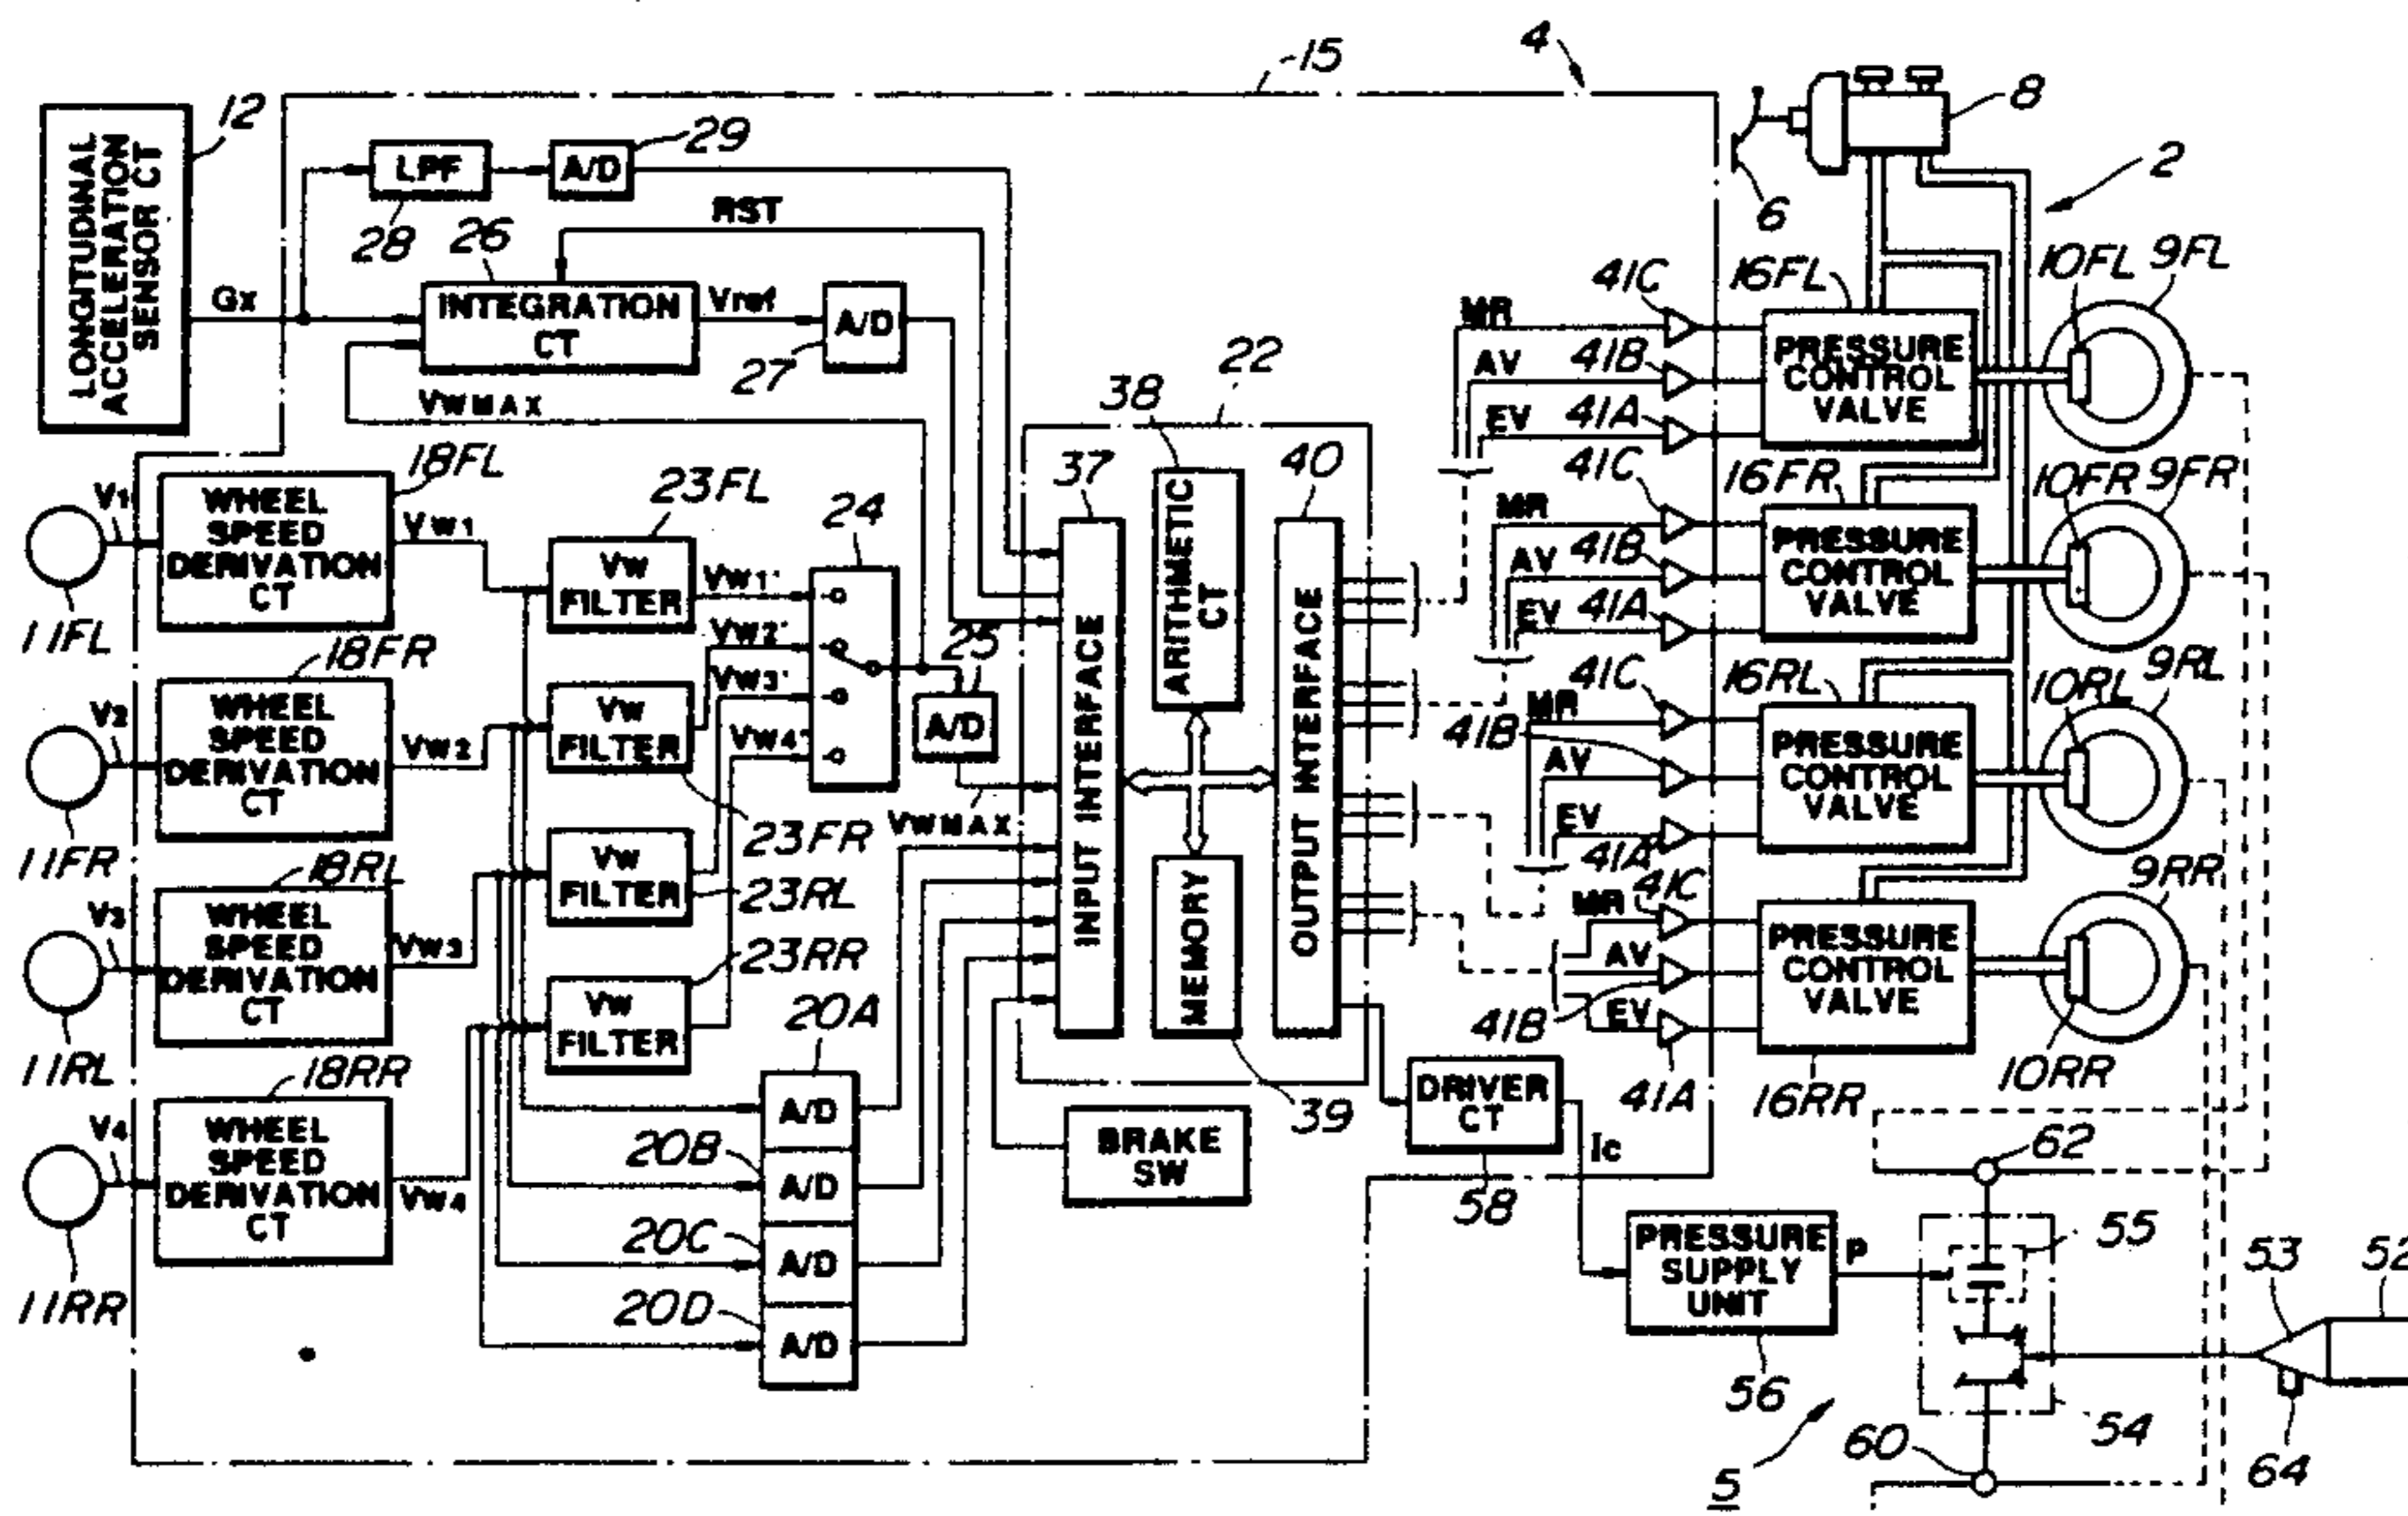 15
4
8
2
6
12
LONGITUDINAL
ACCELERATION
SENSOR CT
LPF
28
A/D
29
RST
26
Gx
INTEGRATION
CT
Vref
A/D
27
VWMAX
22
38
37
40
ARITHMETIC
CT
INPUT INTERFACE
OUTPUT INTERFACE
MEMORY
39
V1
11FL
18FL
WHEEL
SPEED
DERIVATION
CT
VW1
23FL
VW
FILTER
VW1'
24
V2
11FR
18FR
WHEEL
SPEED
DERIVATION
CT
VW2
VW
FILTER
23FR
VW2'
V3
11RL
18RL
WHEEL
SPEED
DERIVATION
CT
VW3
VW
FILTER
23RL
VW3'
V4
11RR
18RR
WHEEL
SPEED
DERIVATION
CT
VW4
VW
FILTER
23RR
VW4'
25
A/D
VWMAX
20A
A/D
20B
A/D
20C
A/D
20D
A/D
BRAKE
SW
MR
41C
AV
41B
EV
41A
16FL
PRESSURE
CONTROL
VALVE
10FL
9FL
MR
41C
AV
41B
EV
41A
16FR
PRESSURE
CONTROL
VALVE
10FR
9FR
MR
41C
AV
41B
EV
41A
16RL
PRESSURE
CONTROL
VALVE
10RL
9RL
MR
41C
AV
41B
EV
41A
PRESSURE
CONTROL
VALVE
16RR
9RR
10RR
DRIVER
CT
58
Ic
PRESSURE
SUPPLY
UNIT
56
P
62
55
54
60
5
53
52
64